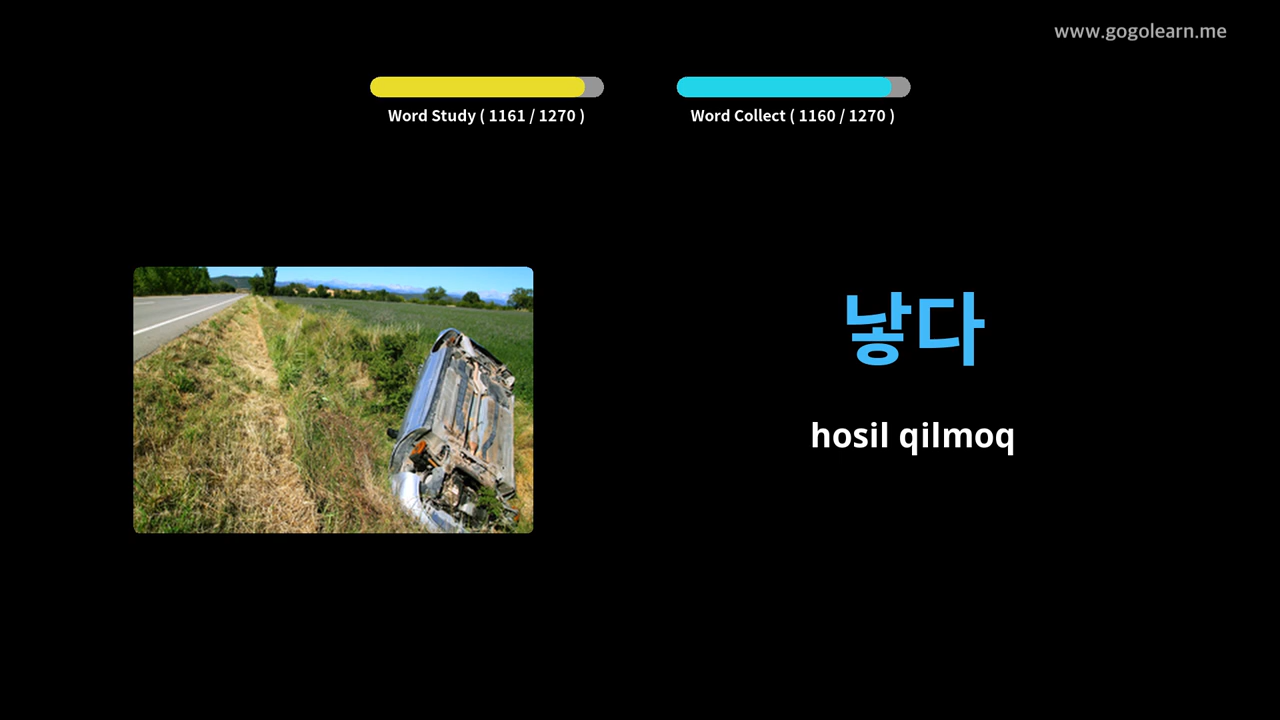 www.gogolearn.me
Word Study ( 1161 / 1270 )
Word Collect ( 1160 / 1270 )
낳다
hosil qilmoq